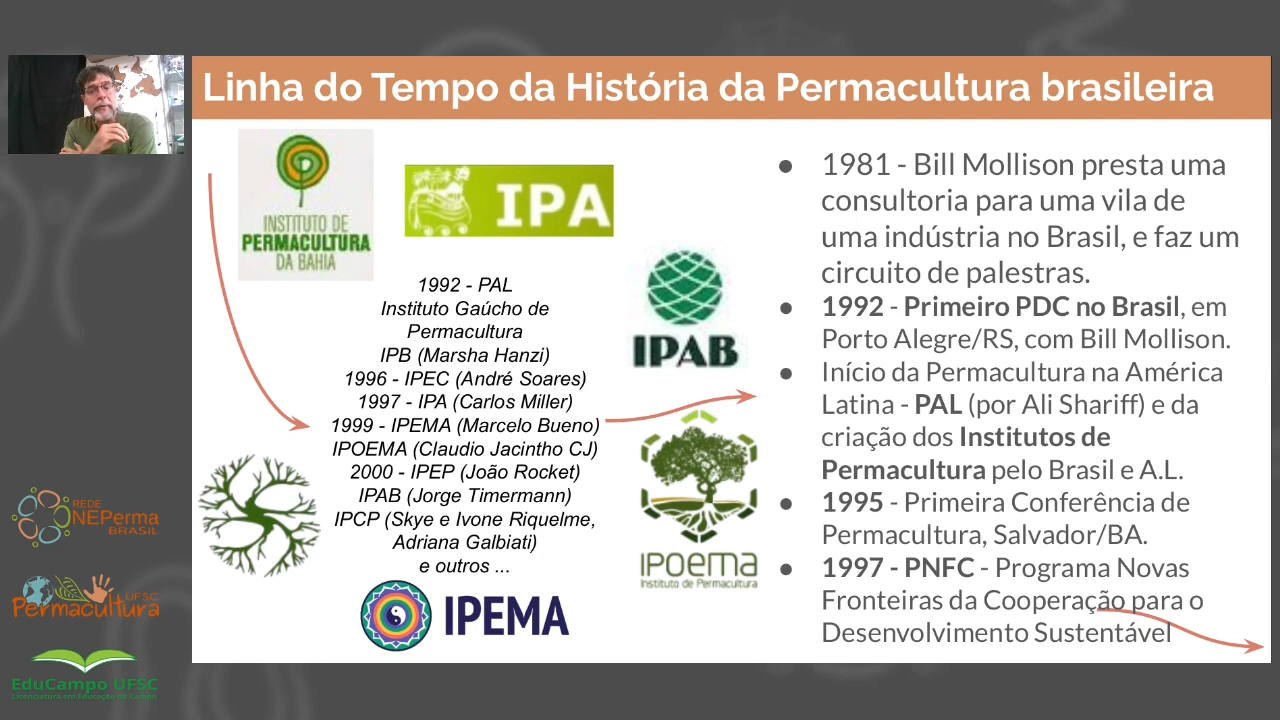 Linha do Tempo da História da Permacultura brasileira
INSTITUTO DE
PERMACULTURA
DA BAHIA
IPA
IPAB
1992 - PAL
Instituto Gaúcho de
Permacultura
IPB (Marsha Hanzi)
1996 - IPEC (André Soares)
1997 - IPA (Carlos Miller)
1999 - IPEMA (Marcelo Bueno)
IPOEMA (Claudio Jacintho CJ)
2000 - IPEP (João Rocket)
IPAB (Jorge Timermann)
IPCP (Skye e Ivone Riquelme,
Adriana Galbiati)
e outros ...
IPOEMA
Instituto de Permacultura
IPEMA
● 1981 - Bill Mollison presta uma
consultoria para uma vila de
uma indústria no Brasil, e faz um
circuito de palestras.
● 1992 - Primeiro PDC no Brasil, em
Porto Alegre/RS, com Bill Mollison.
● Início da Permacultura na América
Latina - PAL (por Ali Shariff) e da
criação dos Institutos de
Permacultura pelo Brasil e A.L.
● 1995 - Primeira Conferência de
Permacultura, Salvador/BA.
● 1997 - PNFC - Programa Novas
Fronteiras da Cooperação para o
Desenvolvimento Sustentável
REDE
NEPerma
BRASIL
UFSC
Permacultura
EduCampo UFSC
Licenciatura em Educação do Campo